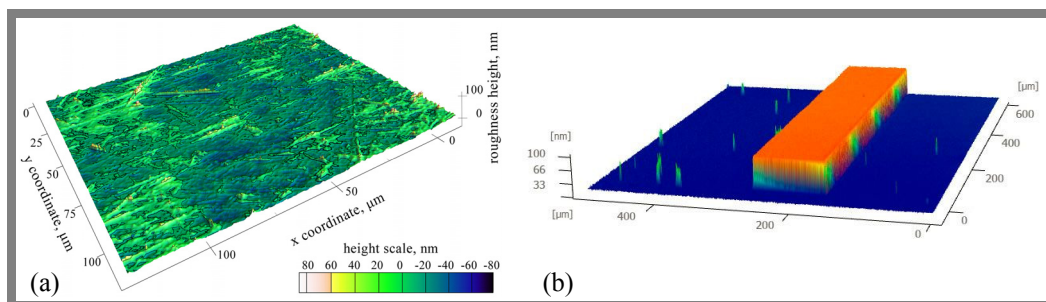 roughness height, nm
100
0
0
25
50
75
100
y coordinate, µm
0
50
100
x coordinate, µm
height scale, nm
80 60 40 20 0 -20 -40 -60 -80
(a)
[nm]
100
66
33
[µm]
400
200
0
[µm]
600
400
200
0
(b)